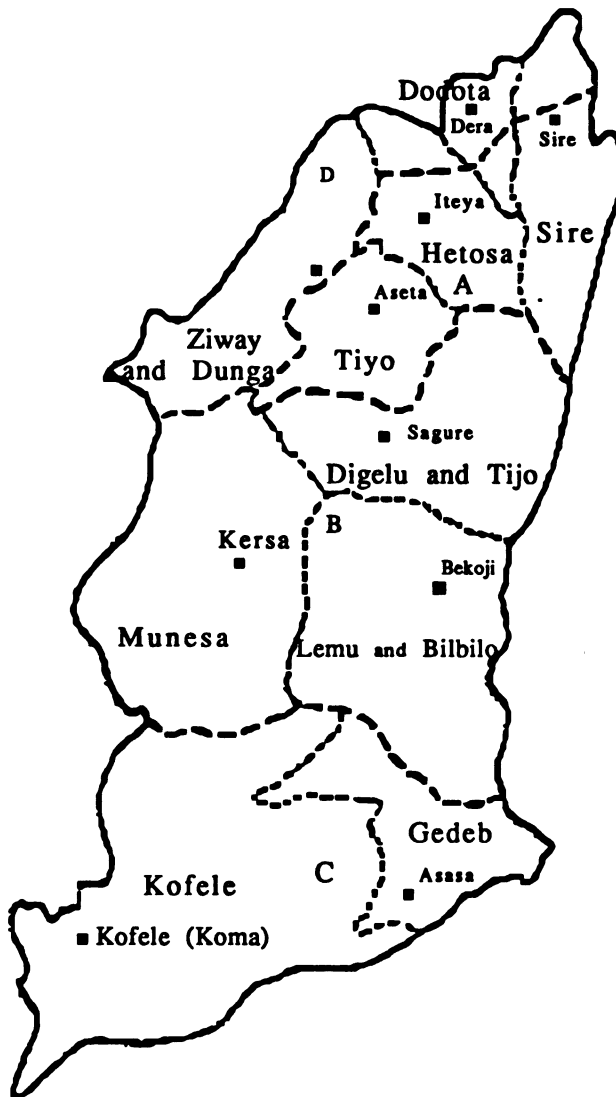 Dodota
Dera
Sire
D
Iteya
Sire
Hetosa
A
Aseta
Ziway
and Dunga
Tiyo
Sagure
Digelu and Tijo
B
Kersa
Bekoji
Munesa
Lemu and Bilbilo
Gedeb
C
Asasa
Kofele
Kofele (Koma)